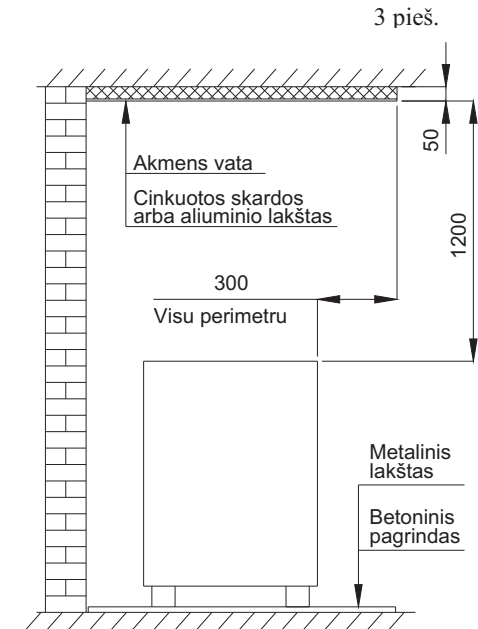 3 pieš.
50
Akmens vata
Cinkuotos skardos
arba aliuminio lakštas
1200
300
Visu perimetru
Metalinis
lakštas
Betoninis
pagrindas